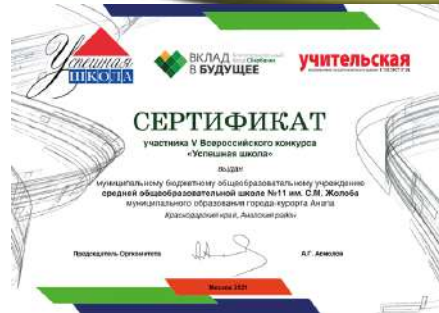 Успешная
ШКОЛА
ВКЛАД
В БУДУЩЕЕ
учительская
СЕРТИФИКАТ
участника V Всероссийского конкурса
«Успешная школа»
выдан
муниципальному бюджетному общеобразовательному учреждению
средней общеобразовательной школе №11 им. С.М. Жолоба
муниципального образования города-курорта Анапа
Краснодарский край, Анапский район
Председатель Оргкомитета
А.Г. Асмолов
Москва 2021